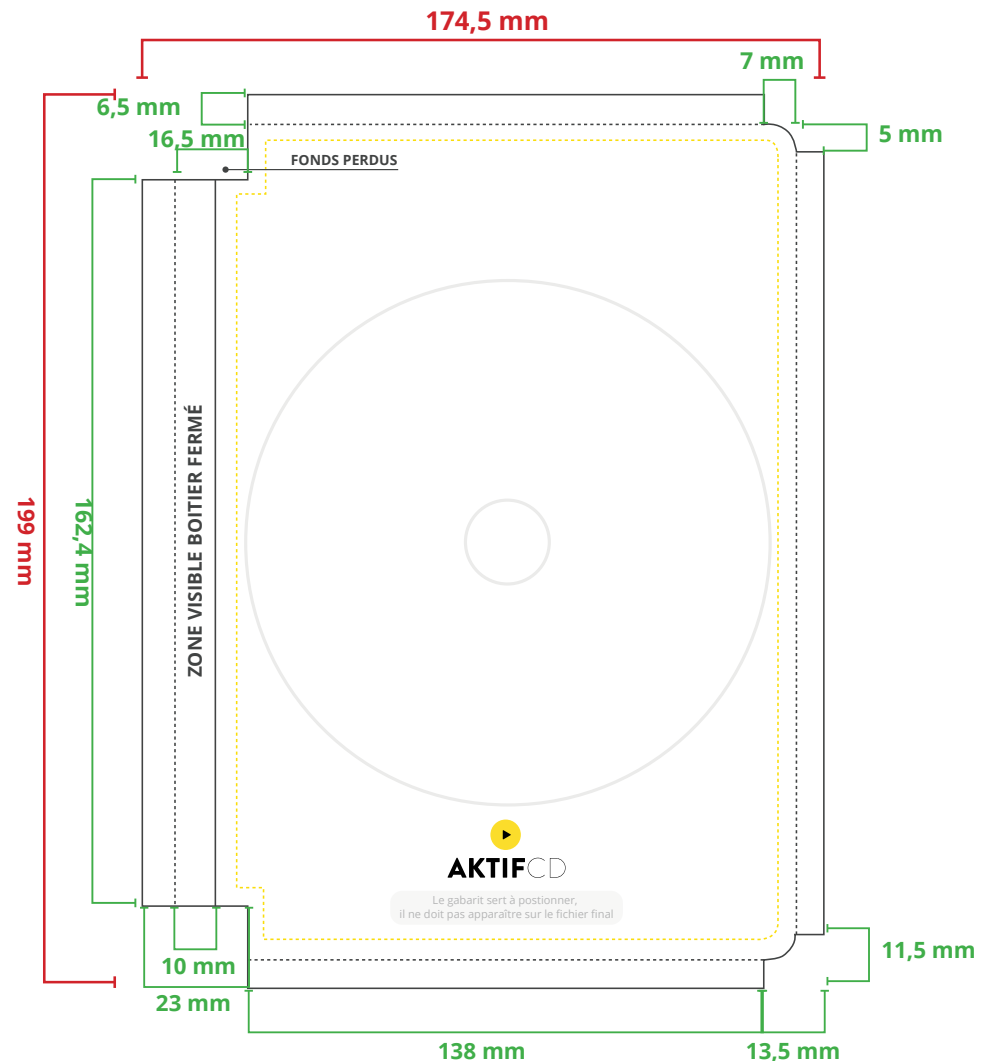 174,5 mm
7 mm
6,5 mm
16,5 mm
5 mm
FONDS PERDUS
199 mm
162,4 mm
ZONE VISIBLE BOITIER FERMÉ
AKTIFCD
Le gabarit sert à postionner,
il ne doit pas apparaître sur le fichier final
11,5 mm
10 mm
23 mm
138 mm
13,5 mm